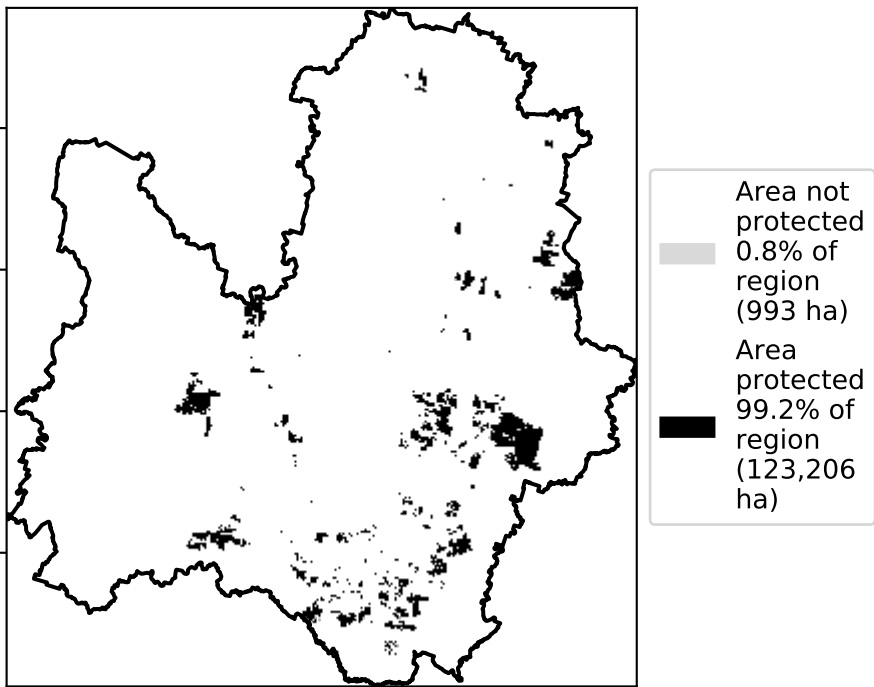 Area not
protected
0.8% of
region
(993 ha)
Area
protected
99.2% of
region
(123,206
ha)